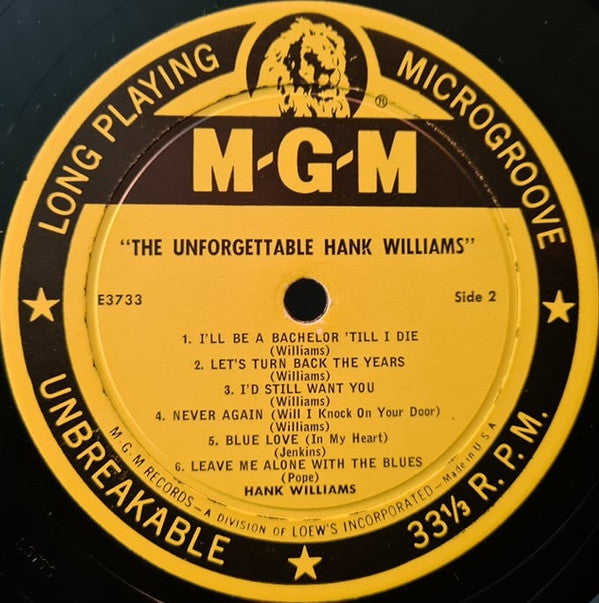 LONG PLAYING
MICROGROOVE
®
M-G-M
"THE UNFORGETTABLE HANK WILLIAMS"
E3733
Side 2
1. I'LL BE A BACHELOR 'TILL I DIE
(Williams)
2. LET'S TURN BACK THE YEARS
(Williams)
3. I'D STILL WANT YOU
(Williams)
4. NEVER AGAIN (Will I Knock On Your Door)
(Williams)
5. BLUE LOVE (In My Heart)
(Jenkins)
6. LEAVE ME ALONE WITH THE BLUES
(Pope)
HANK WILLIAMS
M-G-M RECORDS – A DIVISION OF LOEW'S INCORPORATED – Made in U S A
UNBREAKABLE
33⅓ R.P.M.